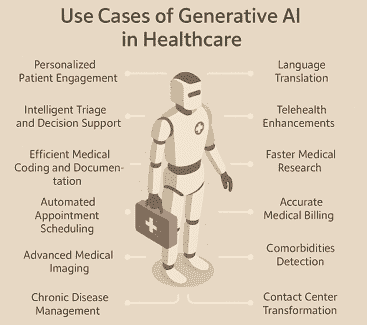 Use Cases of Generative AI
in Healthcare
Personalized
Patient Engagement
Intelligent Triage
and Decision Support
Efficient Medical
Coding and Documen-
tation
Automated
Appointment
Scheduling
Advanced Medical
Imaging
Chronic Disease
Management
Language
Translation
Telehealth
Enhancements
Faster Medical
Research
Accurate
Medical Billing
Comorbidities
Detection
Contact Center
Transformation